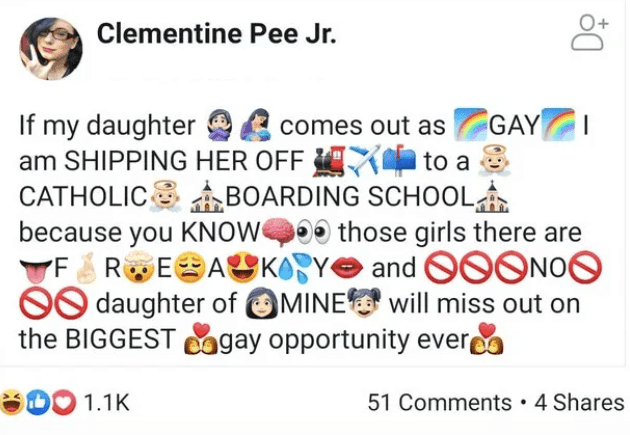 Clementine Pee Jr.
If my daughter 🤷🏻‍♀️ 🤱🏻 comes out as 🌈GAY🌈 I
am SHIPPING HER OFF 🚂✈️📫 to a 👼🏻
CATHOLIC👼🏻 ⛪BOARDING SCHOOL⛪
because you KNOW🧠👀 those girls there are
👅F🤞🏻R🤯E😩A😍K💦Y👄 and 🚫🚫🚫NO🚫
🚫🚫 daughter of 👩🏻MINE👧🏻 will miss out on
the BIGGEST 👩‍❤️‍👩gay opportunity ever👩‍❤️‍👩
1.1K
51 Comments • 4 Shares